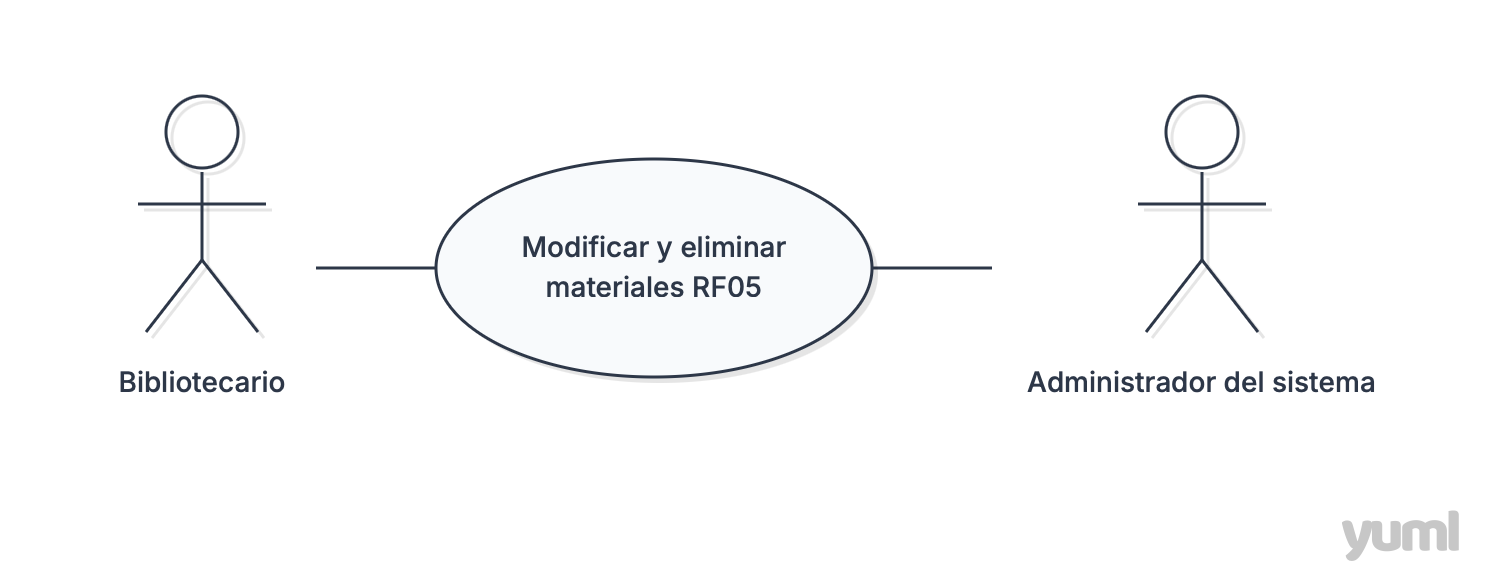 Modificar y eliminar
materiales RF05
Bibliotecario
Administrador del sistema
yuml